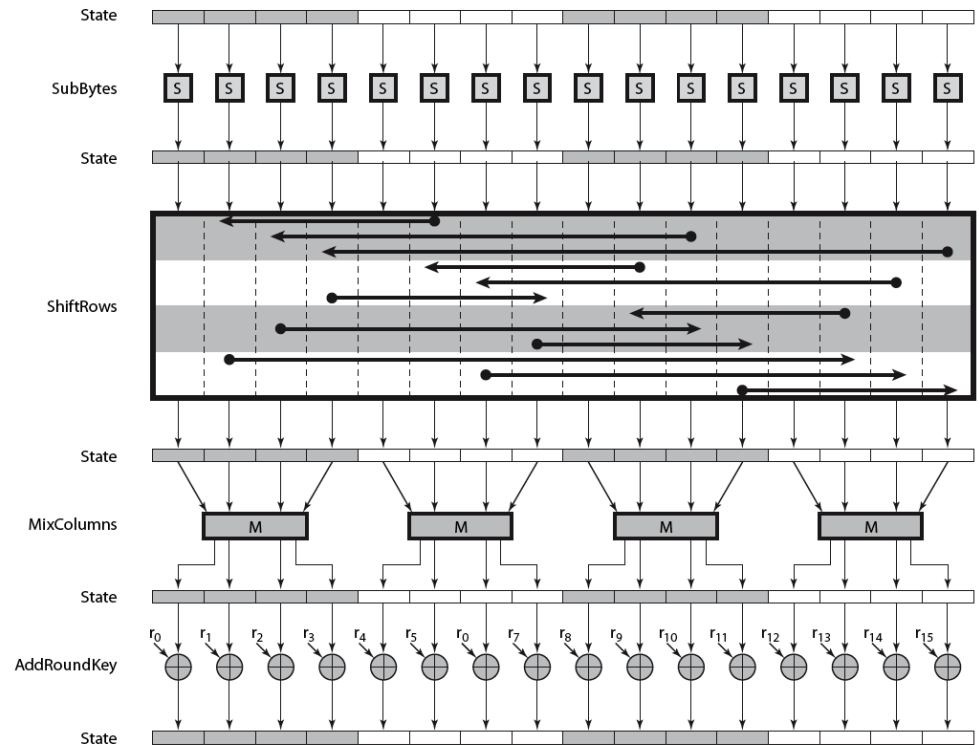 State
SubBytes
S S S S S S S S S S S S S S S S
State
ShiftRows
State
MixColumns
M M M M
State
r0 r1 r2 r3 r4 r5 r0 r7 r8 r9 r10 r11 r12 r13 r14 r15
AddRoundKey
State